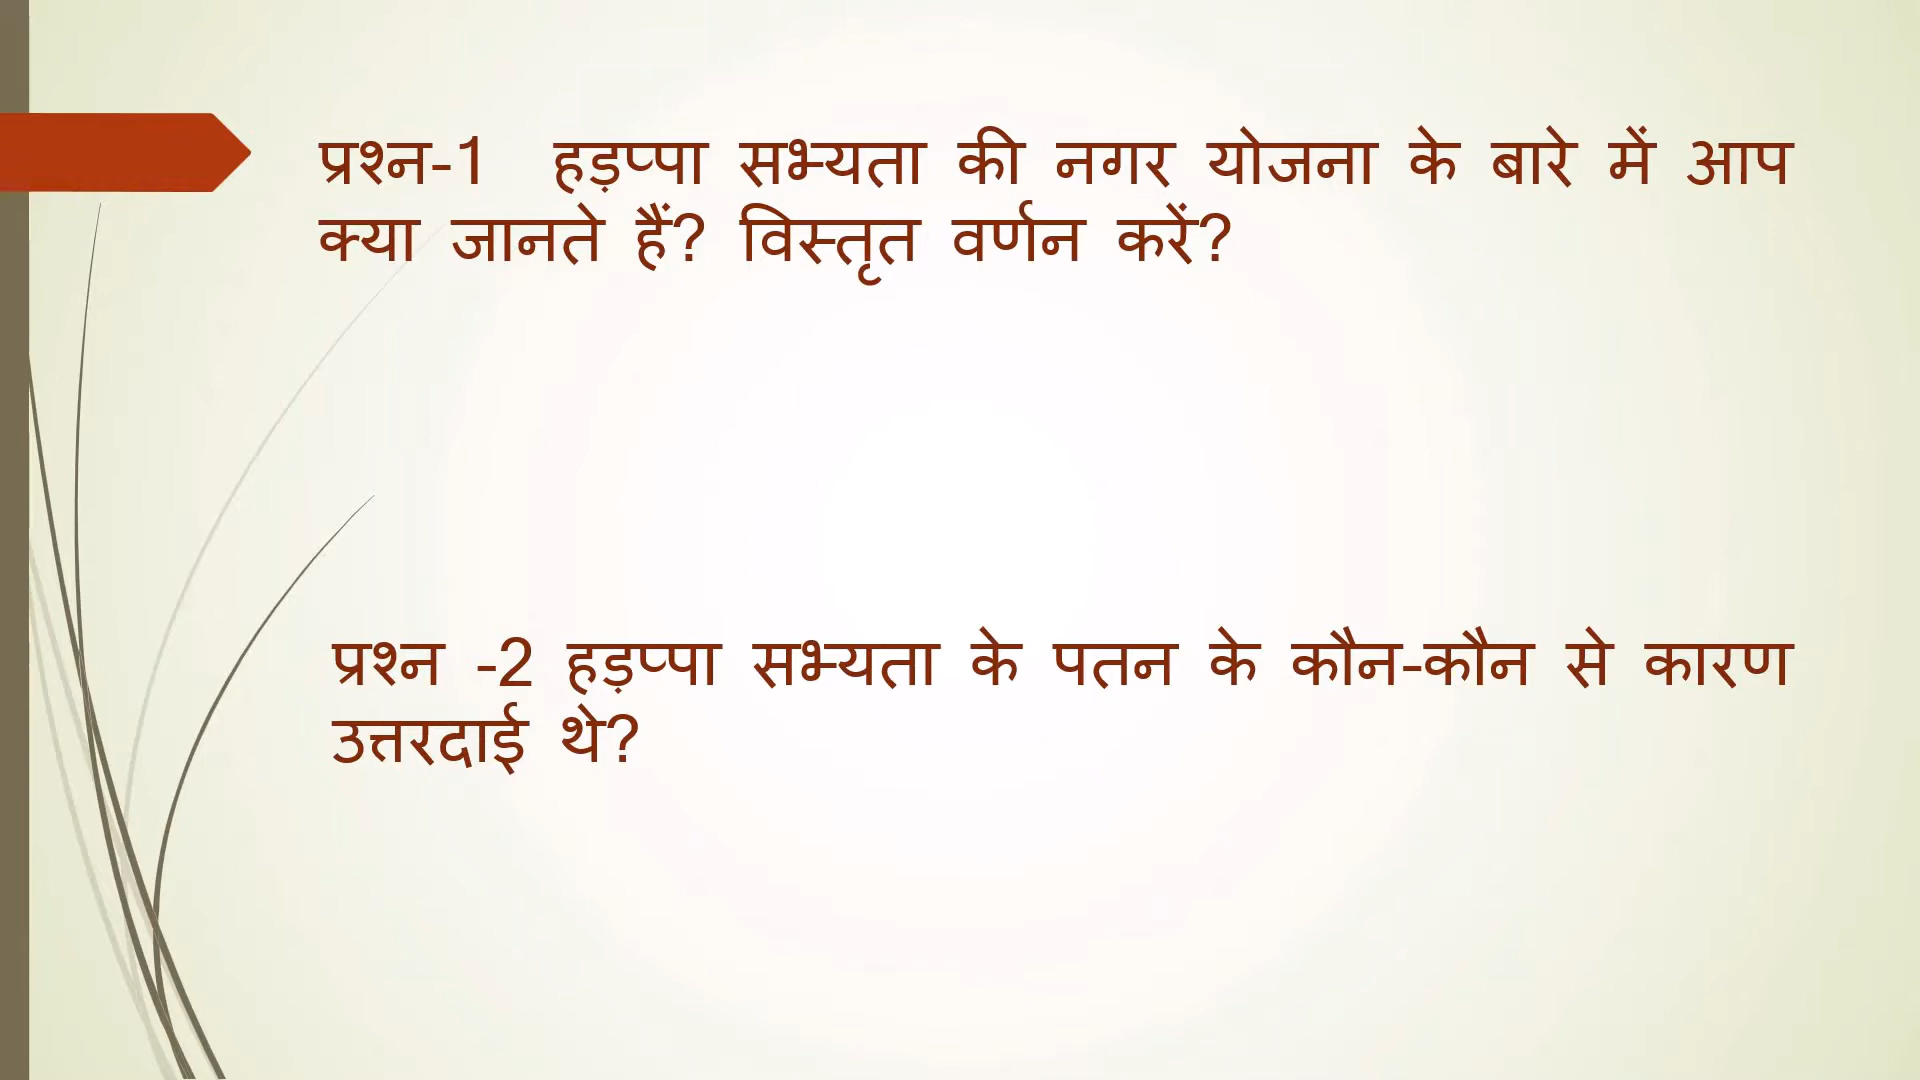 प्रश्न-1 हड़प्पा सभ्यता की नगर योजना के बारे में आप
क्या जानते हैं? विस्तृत वर्णन करें?
प्रश्न -2 हड़प्पा सभ्यता के पतन के कौन-कौन से कारण
उत्तरदाई थे?